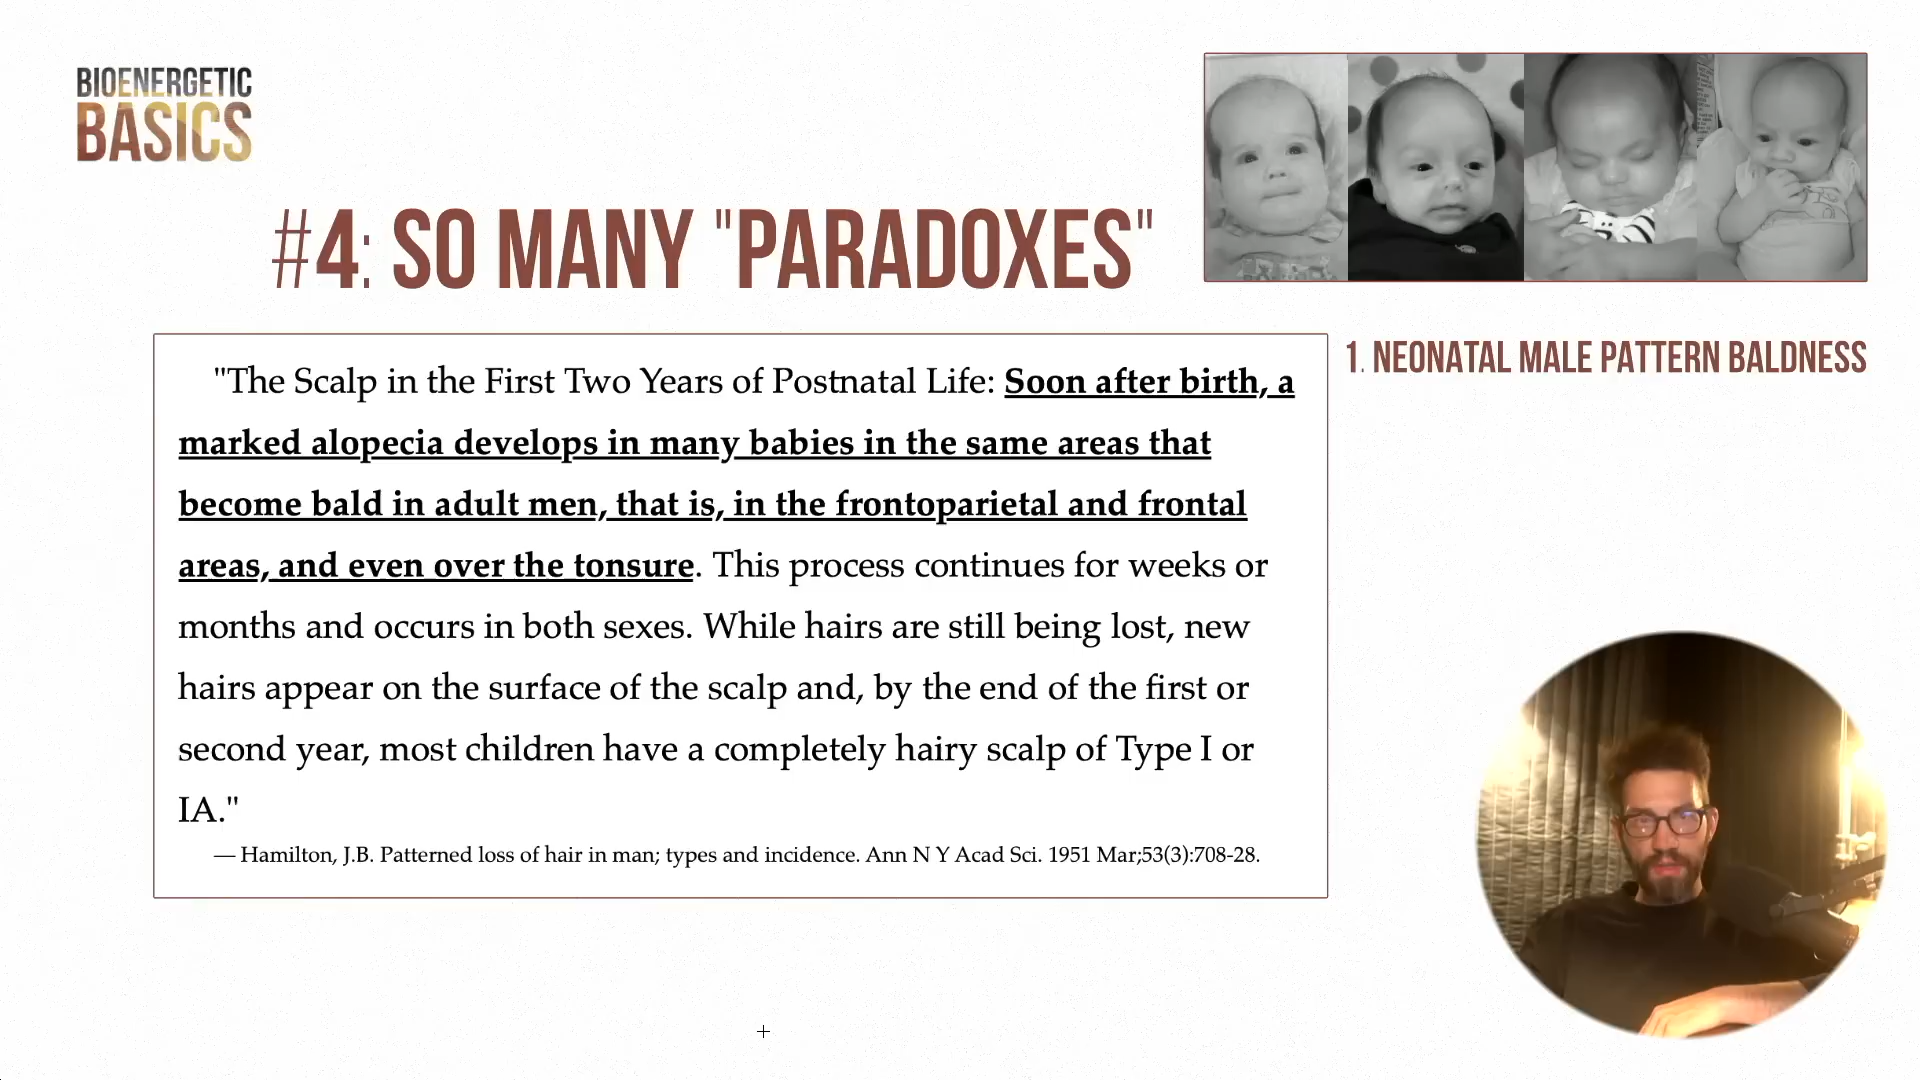 BIOENERGETIC
BASICS
#4: SO MANY "PARADOXES"
"The Scalp in the First Two Years of Postnatal Life: Soon after birth, a
marked alopecia develops in many babies in the same areas that
become bald in adult men, that is, in the frontoparietal and frontal
areas, and even over the tonsure. This process continues for weeks or
months and occurs in both sexes. While hairs are still being lost, new
hairs appear on the surface of the scalp and, by the end of the first or
second year, most children have a completely hairy scalp of Type I or
IA."
— Hamilton, J.B. Patterned loss of hair in man; types and incidence. Ann N Y Acad Sci. 1951 Mar;53(3):708-28.
1. NEONATAL MALE PATTERN BALDNESS